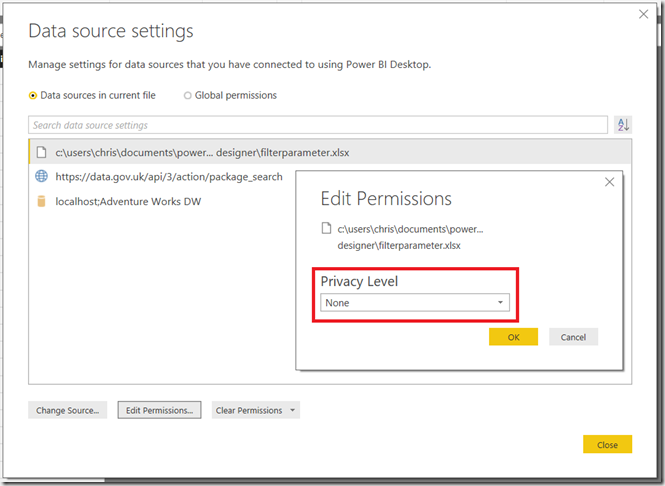 Data source settings
Manage settings for data sources that you have connected to using Power BI Desktop.
Data sources in current file
Global permissions
Search data source settings
A
Z
c:\users\chris\documents\power... designer\filterparameter.xlsx
https://data.gov.uk/api/3/action/package_search
localhost;Adventure Works DW
Edit Permissions
c:\users\chris\documents\power...
designer\filterparameter.xlsx
Privacy Level
None
OK
Cancel
Change Source...
Edit Permissions...
Clear Permissions
Close